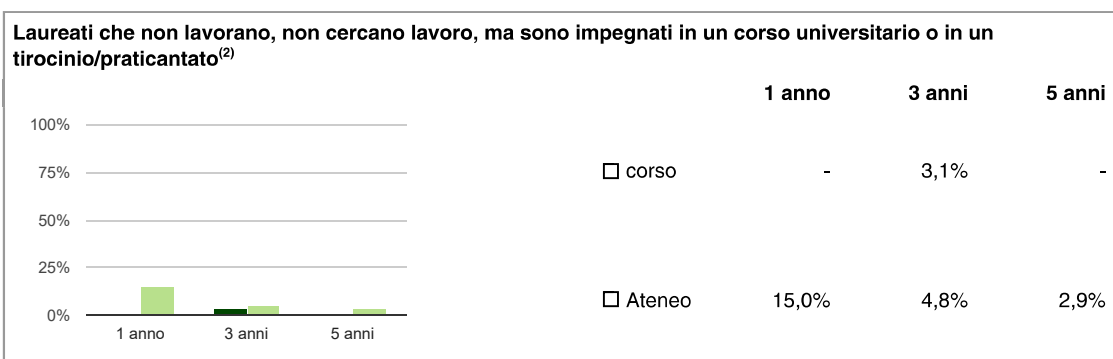 Laureati che non lavorano, non cercano lavoro, ma sono impegnati in un corso universitario o in un
tirocinio/praticantato(2)
1 anno 3 anni 5 anni
100%
75%
50%
25%
0%
1 anno 3 anni 5 anni
corso - 3,1% -
Ateneo 15,0% 4,8% 2,9%